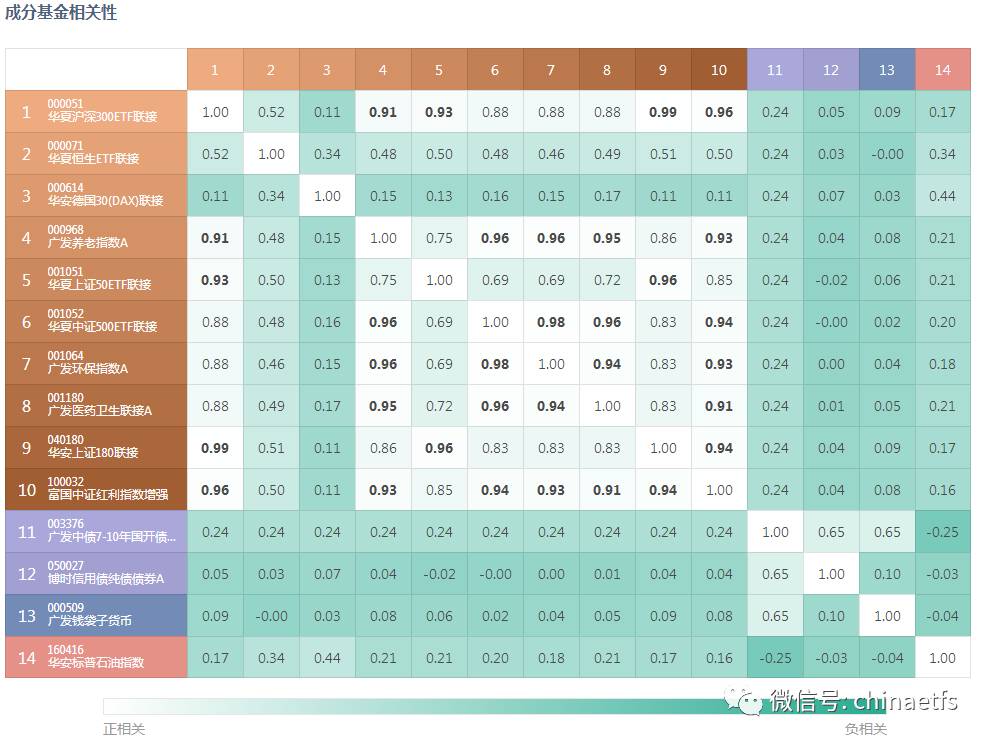 成分基金相关性
1 2 3 4 5 6 7 8 9 10 11 12 13 14
1 000051 华夏沪深300ETF联接 1.00 0.52 0.11 0.91 0.93 0.88 0.88 0.88 0.99 0.96 0.24 0.05 0.09 0.17
2 000071 华夏恒生ETF联接 0.52 1.00 0.34 0.48 0.50 0.48 0.46 0.49 0.51 0.50 0.24 0.03 -0.00 0.34
3 000614 华安德国30(DAX)联接 0.11 0.34 1.00 0.15 0.13 0.16 0.15 0.17 0.11 0.11 0.24 0.07 0.03 0.44
4 000968 广发养老指数A 0.91 0.48 0.15 1.00 0.75 0.96 0.96 0.95 0.86 0.93 0.24 0.04 0.08 0.21
5 001051 华夏上证50ETF联接 0.93 0.50 0.13 0.75 1.00 0.69 0.69 0.72 0.96 0.85 0.24 -0.02 0.06 0.21
6 001052 华夏中证500ETF联接 0.88 0.48 0.16 0.96 0.69 1.00 0.98 0.96 0.83 0.94 0.24 -0.00 0.02 0.20
7 001064 广发环保指数A 0.88 0.46 0.15 0.96 0.69 0.98 1.00 0.94 0.83 0.93 0.24 0.00 0.04 0.18
8 001180 广发医药卫生联接A 0.88 0.49 0.17 0.95 0.72 0.96 0.94 1.00 0.83 0.91 0.24 0.01 0.05 0.21
9 040180 华安上证180联接 0.99 0.51 0.11 0.86 0.96 0.83 0.83 0.83 1.00 0.94 0.24 0.04 0.09 0.17
10 100032 富国中证红利指数增强 0.96 0.50 0.11 0.93 0.85 0.94 0.93 0.91 0.94 1.00 0.24 0.04 0.08 0.16
11 003376 广发中债7-10年国开债... 0.24 0.24 0.24 0.24 0.24 0.24 0.24 0.24 0.24 0.24 1.00 0.65 0.65 -0.25
12 050027 博时信用债纯债债券A 0.05 0.03 0.07 0.04 -0.02 -0.00 0.00 0.01 0.04 0.04 0.65 1.00 0.10 -0.03
13 000509 广发钱袋子货币 0.09 -0.00 0.03 0.08 0.06 0.02 0.04 0.05 0.09 0.08 0.65 0.10 1.00 -0.04
14 160416 华安标普石油指数 0.17 0.34 0.44 0.21 0.21 0.20 0.18 0.21 0.17 0.16 -0.25 -0.03 -0.04 1.00
微信号: chinaetfs
正相关 负相关